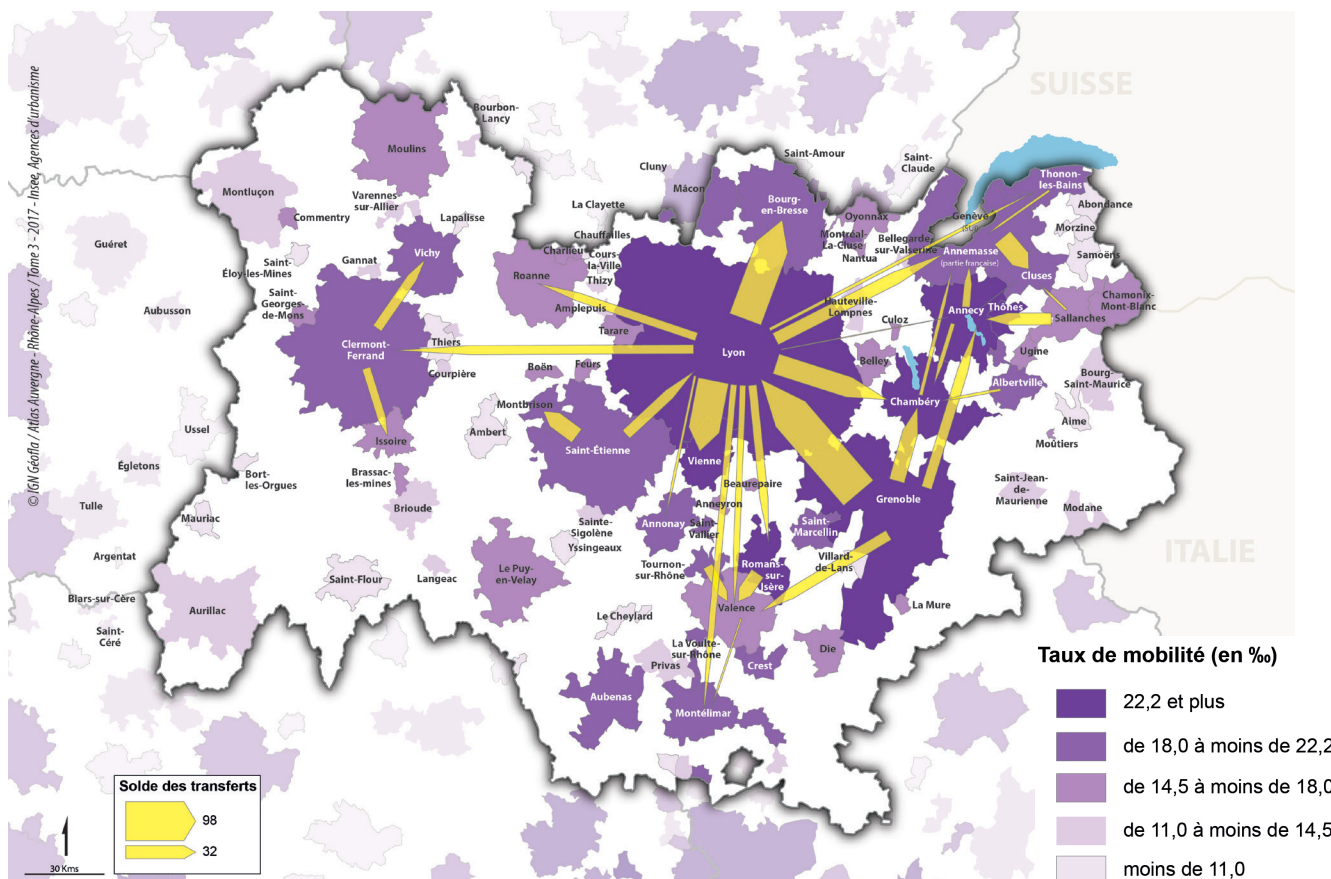 © IGN Géofla / Atlas Auvergne - Rhône-Alpes / Tome 3 - 2017 - Insee, Agences d'urbanisme
SUISSE
ITALIE
Bourbon-
Lancy
Moulins
Saint-Amour
Saint-
Claude
Cluny
Mâcon
Thonon-
les-Bains
Montluçon
Varennes-
sur-Allier
Commentry
Lapalisse
La Clayette
Bourg-
en-Bresse
Oyonnax
Genève
(SUI)
Abondance
Guéret
Chauffailles
Montréal-
La-Cluse
Bellegarde-
sur-Valserine
Morzine
Saint-
Éloy-les-Mines
Gannat
Vichy
Charlieu
Cours-
la-Ville
Nantua
Annemasse
(partie française)
Samoëns
Roanne
Thizy
Cluses
Saint-
Georges-
de-Mons
Aubusson
Amplepuis
Hauteville-
Lompnes
Annecy
Thônes
Chamonix-
Mont-Blanc
Sallanches
Tarare
Culoz
Clermont-
Ferrand
Thiers
Lyon
Ugine
Courpière
Boën
Feurs
Belley
Bourg-
Saint-Maurice
Albertville
Chambéry
Montbrison
Ussel
Ambert
Aime
Issoire
Saint-Étienne
Moûtiers
Vienne
Égletons
Bort-
les-Orgues
Brassac-
les-mines
Beaurepaire
Grenoble
Saint-Jean-
de-
Maurienne
Tulle
Brioude
Anneyron
Modane
Mauriac
Sainte-
Sigolène
Annonay
Saint-
Vallier
Saint-
Marcellin
Yssingeaux
Argentat
Villard-
de-Lans
Saint-Flour
Langeac
Le Puy-
en-Velay
Tournon-
sur-Rhône
Romans-
sur-
Isère
Biars-sur-Cère
Aurillac
Le Cheylard
Valence
La Mure
Saint-
Céré
La Voulte-
sur-Rhône
Die
Privas
Crest
Aubenas
Montélimar
Taux de mobilité (en ‰)
22,2 et plus
de 18,0 à moins de 22,2
de 14,5 à moins de 18,0
de 11,0 à moins de 14,5
moins de 11,0
Solde des transferts
98
32
30 Kms